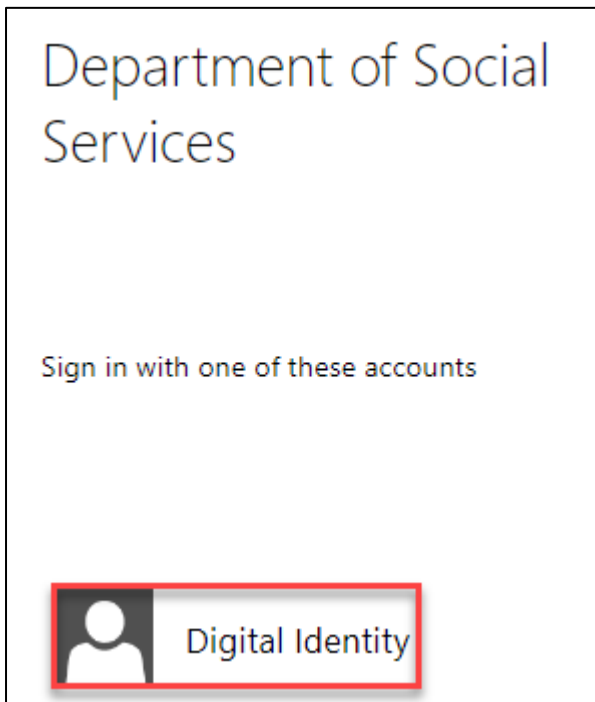 Department of Social
Services
Sign in with one of these accounts
Digital Identity